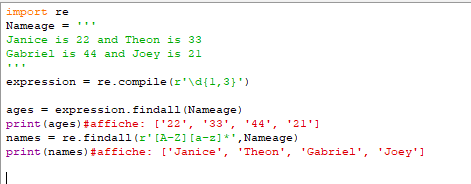 import re
Nameage = '''
Janice is 22 and Theon is 33
Gabriel is 44 and Joey is 21
'''
expression = re.compile(r'\d{1,3}')
ages = expression.findall(Nameage)
print(ages)#affiche: ['22', '33', '44', '21']
names = re.findall(r'[A-Z][a-z]*',Nameage)
print(names)#affiche: ['Janice', 'Theon', 'Gabriel', 'Joey']